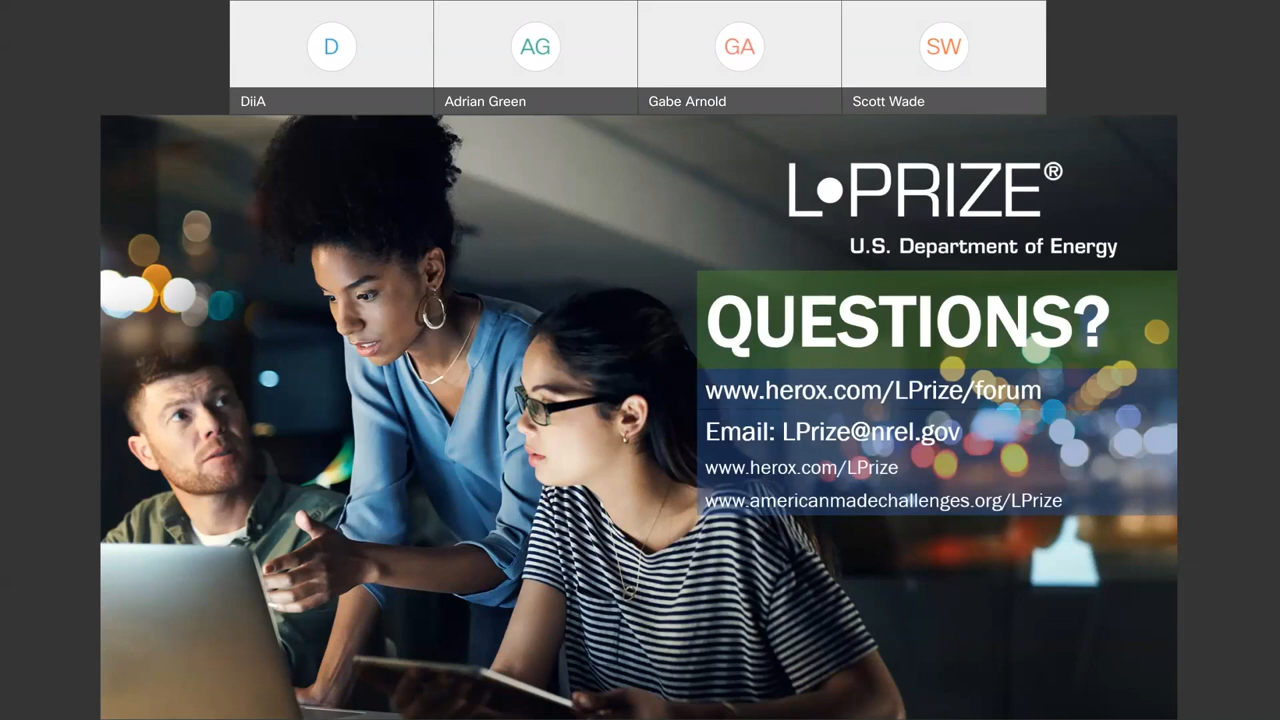 D
AG
GA
SW
DiiA
Adrian Green
Gabe Arnold
Scott Wade
L•PRIZE®
U.S. Department of Energy
QUESTIONS?
www.herox.com/LPrize/forum
Email: LPrize@nrel.gov
www.herox.com/LPrize
www.americanmadechallenges.org/LPrize